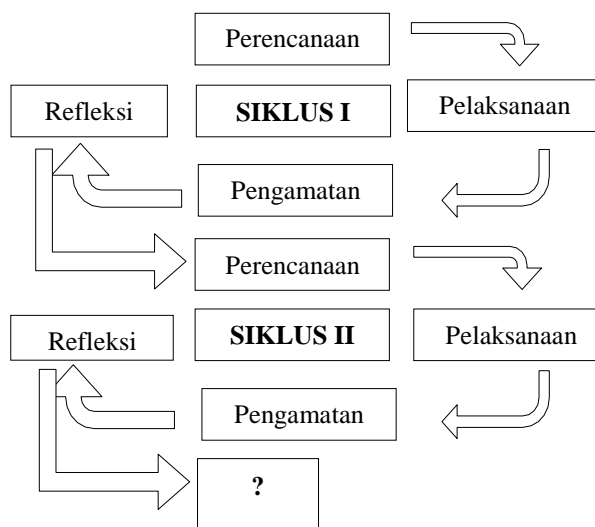 Perencanaan
Refleksi
SIKLUS I
Pelaksanaan
Pengamatan
Perencanaan
Refleksi
SIKLUS II
Pelaksanaan
Pengamatan
?